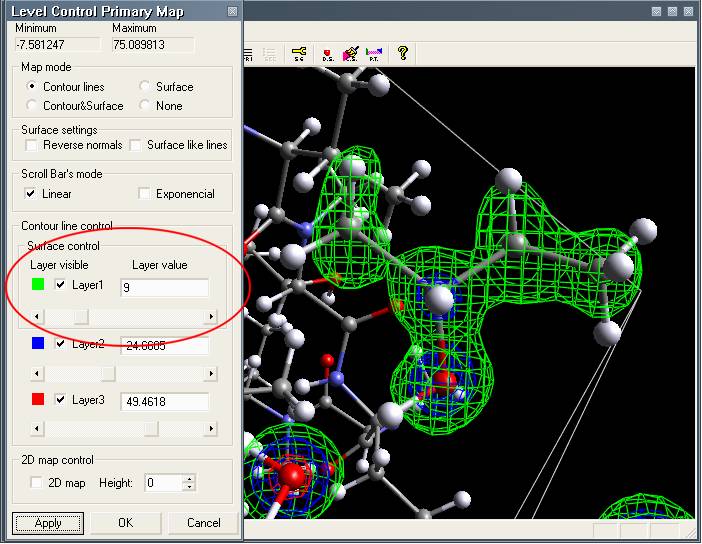 Level Control Primary Map
Minimum Maximum
-7.581247 75.089813
Map mode
Contour lines Surface
Contour&Surface None
Surface settings
Reverse normals Surface like lines
Scroll Bar's mode
Linear Exponencial
Contour line control
Surface control
Layer visible Layer value
Layer1 9
Layer2 24.6605
Layer3 49.4618
2D map control
2D map Height: 0
Apply OK Cancel
S.G D.S. C.S. P.T.